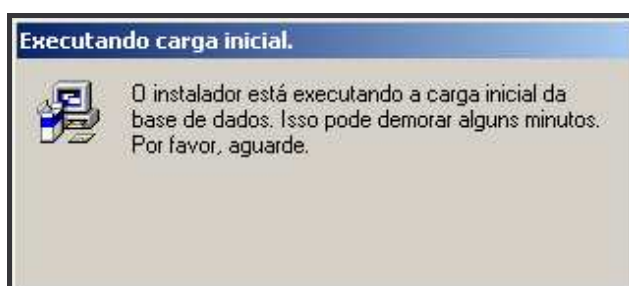 Executando carga inicial.
O instalador está executando a carga inicial da
base de dados. Isso pode demorar alguns minutos.
Por favor, aguarde.